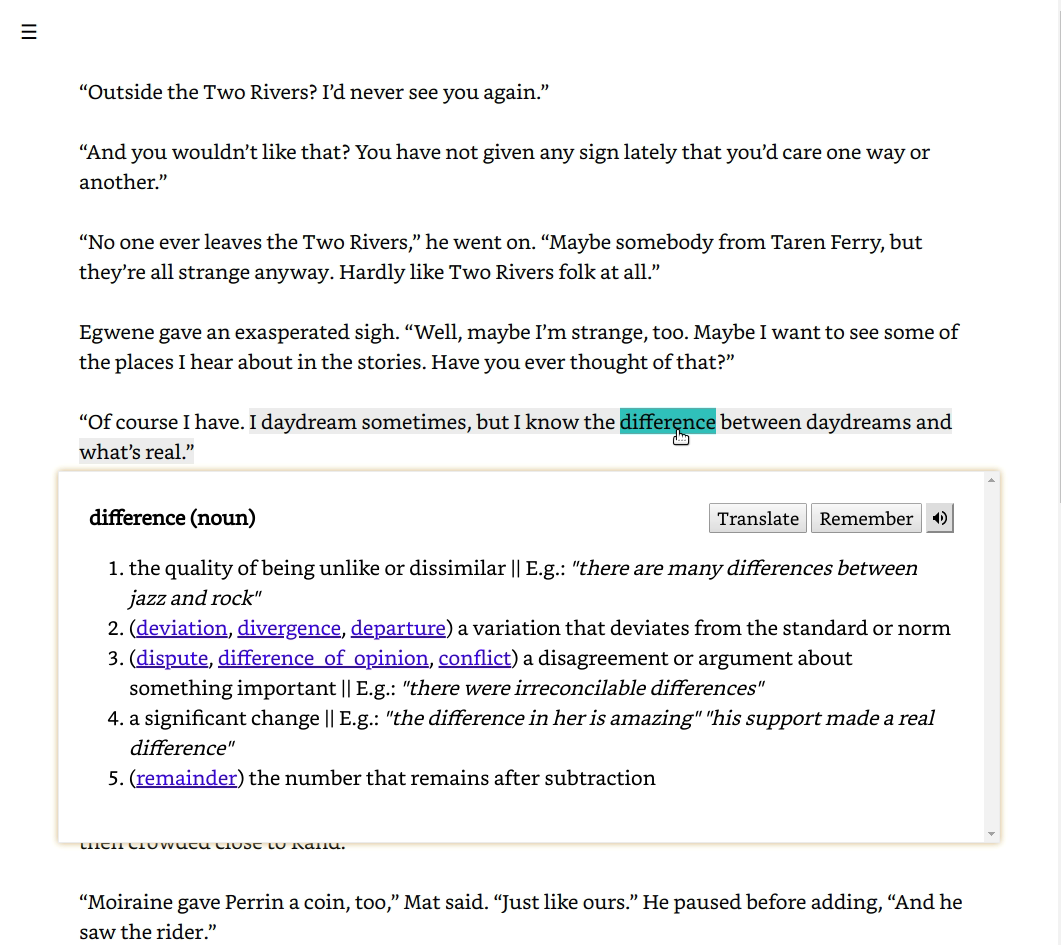 ☰
“Outside the Two Rivers? I’d never see you again.”
“And you wouldn’t like that? You have not given any sign lately that you’d care one way or
another.”
“No one ever leaves the Two Rivers,” he went on. “Maybe somebody from Taren Ferry, but
they’re all strange anyway. Hardly like Two Rivers folk at all.”
Egwene gave an exasperated sigh. “Well, maybe I’m strange, too. Maybe I want to see some of
the places I hear about in the stories. Have you ever thought of that?”
“Of course I have. I daydream sometimes, but I know the difference between daydreams and
what’s real.”
difference (noun)
Translate Remember
1. the quality of being unlike or dissimilar || E.g.: "there are many differences between
jazz and rock"
2. (deviation, divergence, departure) a variation that deviates from the standard or norm
3. (dispute, difference_of_opinion, conflict) a disagreement or argument about
something important || E.g.: "there were irreconcilable differences"
4. a significant change || E.g.: "the difference in her is amazing" "his support made a real
difference"
5. (remainder) the number that remains after subtraction
then crowded close to Rand.
“Moiraine gave Perrin a coin, too,” Mat said. “Just like ours.” He paused before adding, “And he
saw the rider.”